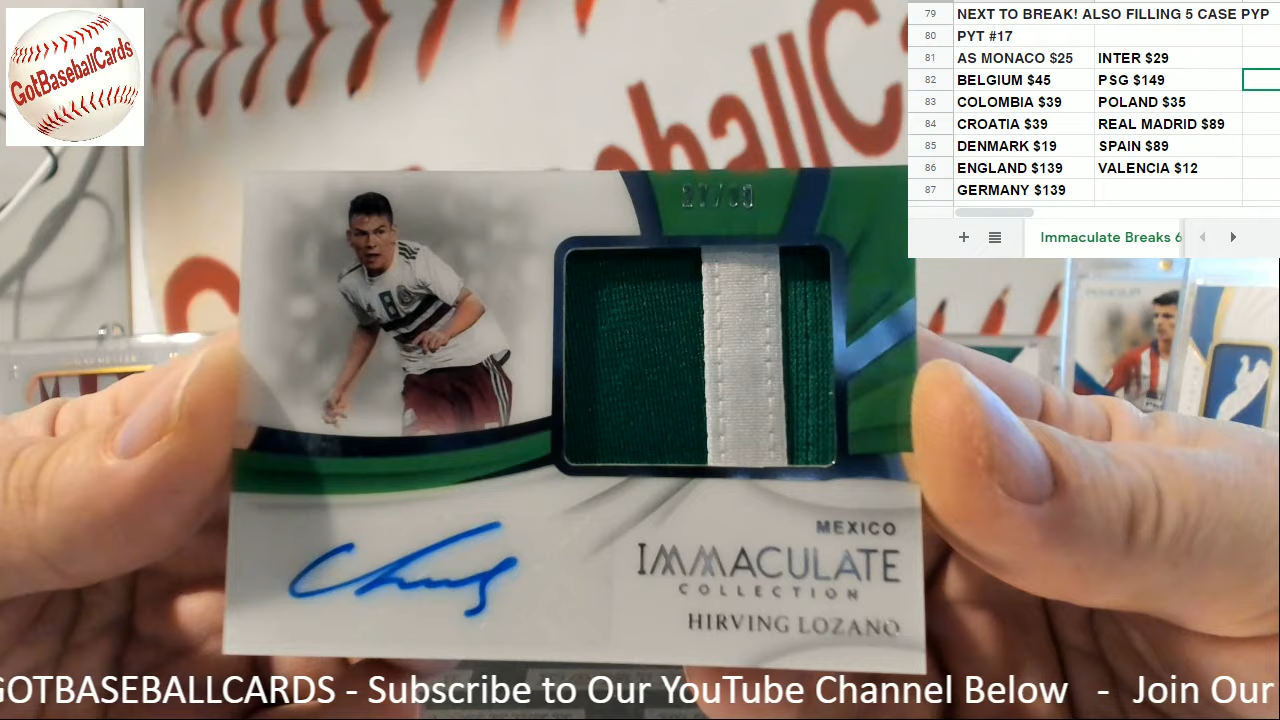 GotBaseballCards
79 NEXT TO BREAK! ALSO FILLING 5 CASE PYP
80 PYT #17
81 AS MONACO $25 INTER $29
82 BELGIUM $45 PSG $149
83 COLOMBIA $39 POLAND $35
84 CROATIA $39 REAL MADRID $89
85 DENMARK $19 SPAIN $89
86 ENGLAND $139 VALENCIA $12
87 GERMANY $139
Immaculate Breaks 6
MEXICO
IMMACULATE
COLLECTION
HIRVING LOZANO
GOTBASEBALLCARDS - Subscribe to Our YouTube Channel Below - Join Our